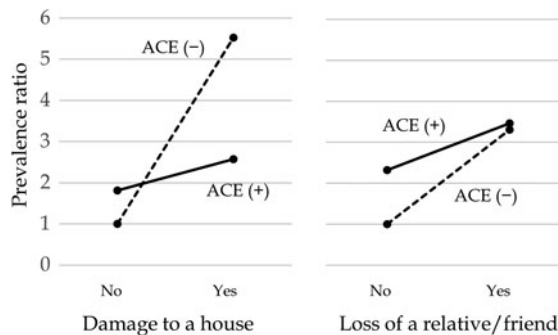 Prevalence ratio
6
5
4
3
2
1
0
ACE (−)
ACE (+)
No Yes
Damage to a house
ACE (+)
ACE (−)
No Yes
Loss of a relative/friend